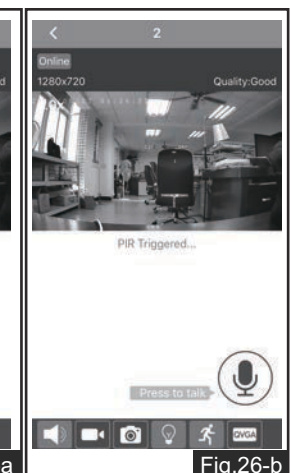 2
Online
1280x720 Quality:Good
PIR Triggered...
Press to talk
QVGA
Fig.26-b
a